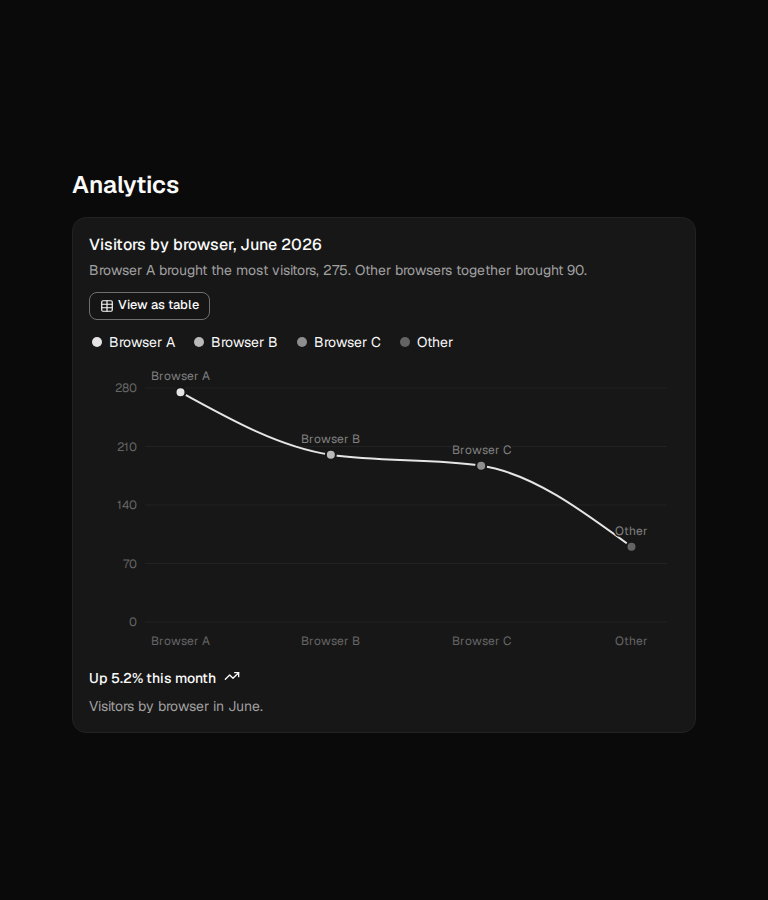 Analytics
Visitors by browser, June 2026
Browser A brought the most visitors, 275. Other browsers together brought 90.
View as table
Browser A Browser B Browser C Other
Browser A
280
Browser B
210
Browser C
140
Other
70
0
Browser A Browser B Browser C Other
Up 5.2% this month
Visitors by browser in June.